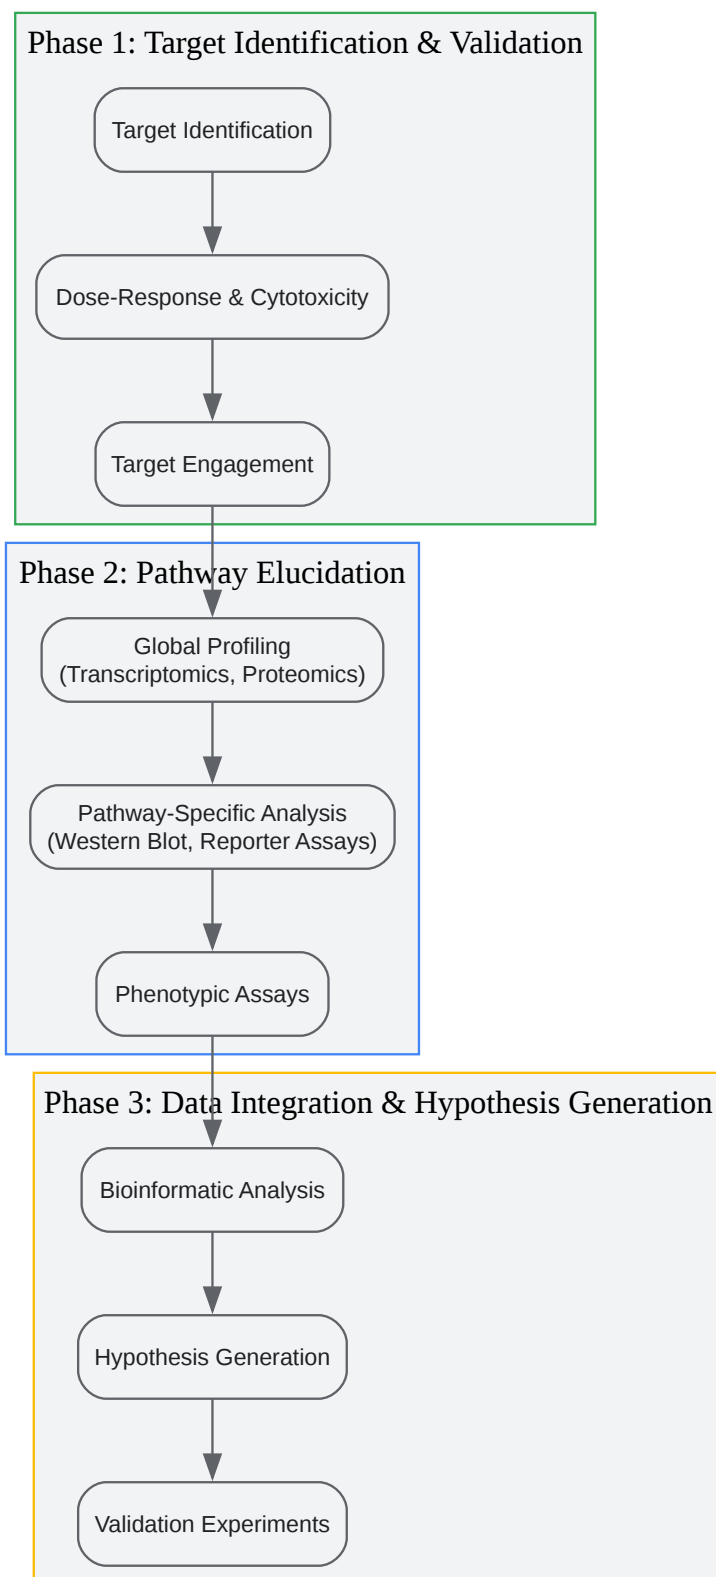 Phase 1: Target Identification & Validation
Target Identification
Dose-Response & Cytotoxicity
Target Engagement
Phase 2: Pathway Elucidation
Global Profiling
(Transcriptomics, Proteomics)
Pathway-Specific Analysis
(Western Blot, Reporter Assays)
Phenotypic Assays
Phase 3: Data Integration & Hypothesis Generation
Bioinformatic Analysis
Hypothesis Generation
Validation Experiments